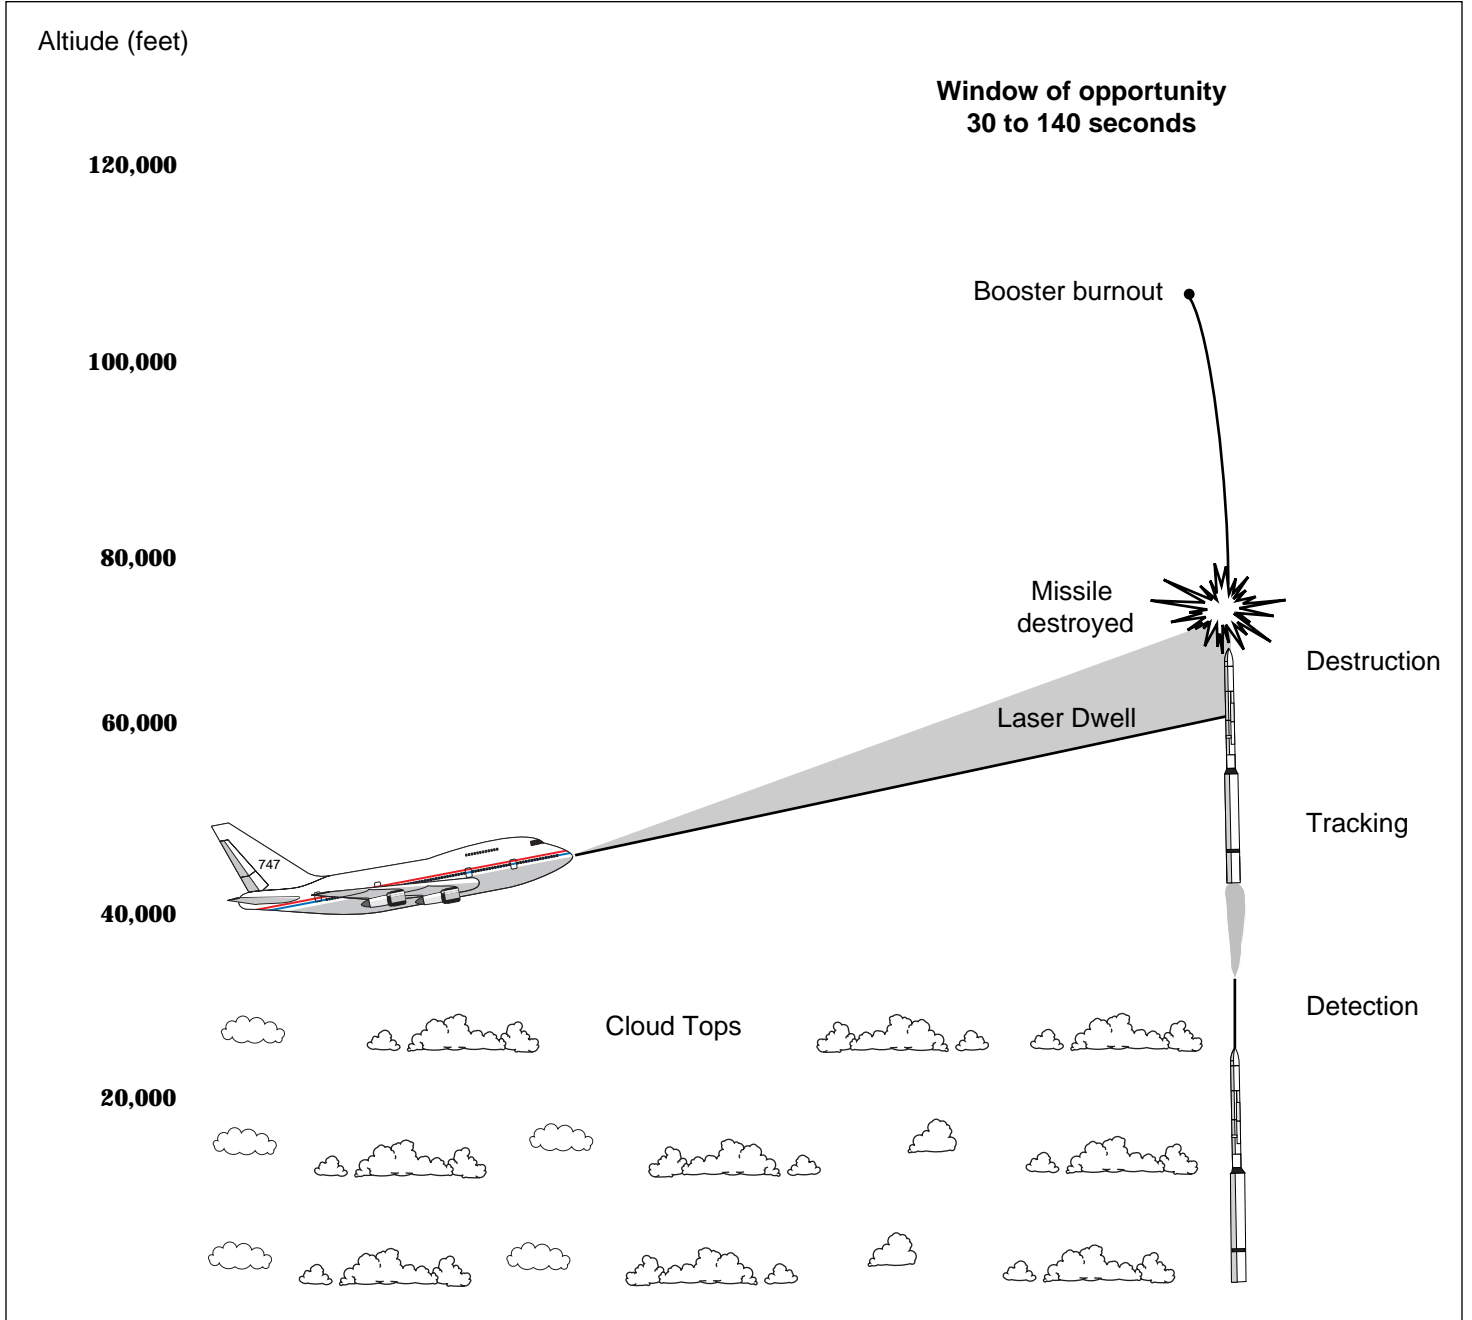 Altiude (feet)
Window of opportunity
30 to 140 seconds
120,000
Booster burnout
100,000
80,000
Missile
destroyed
Destruction
Laser Dwell
60,000
Tracking
747
40,000
Detection
Cloud Tops
20,000